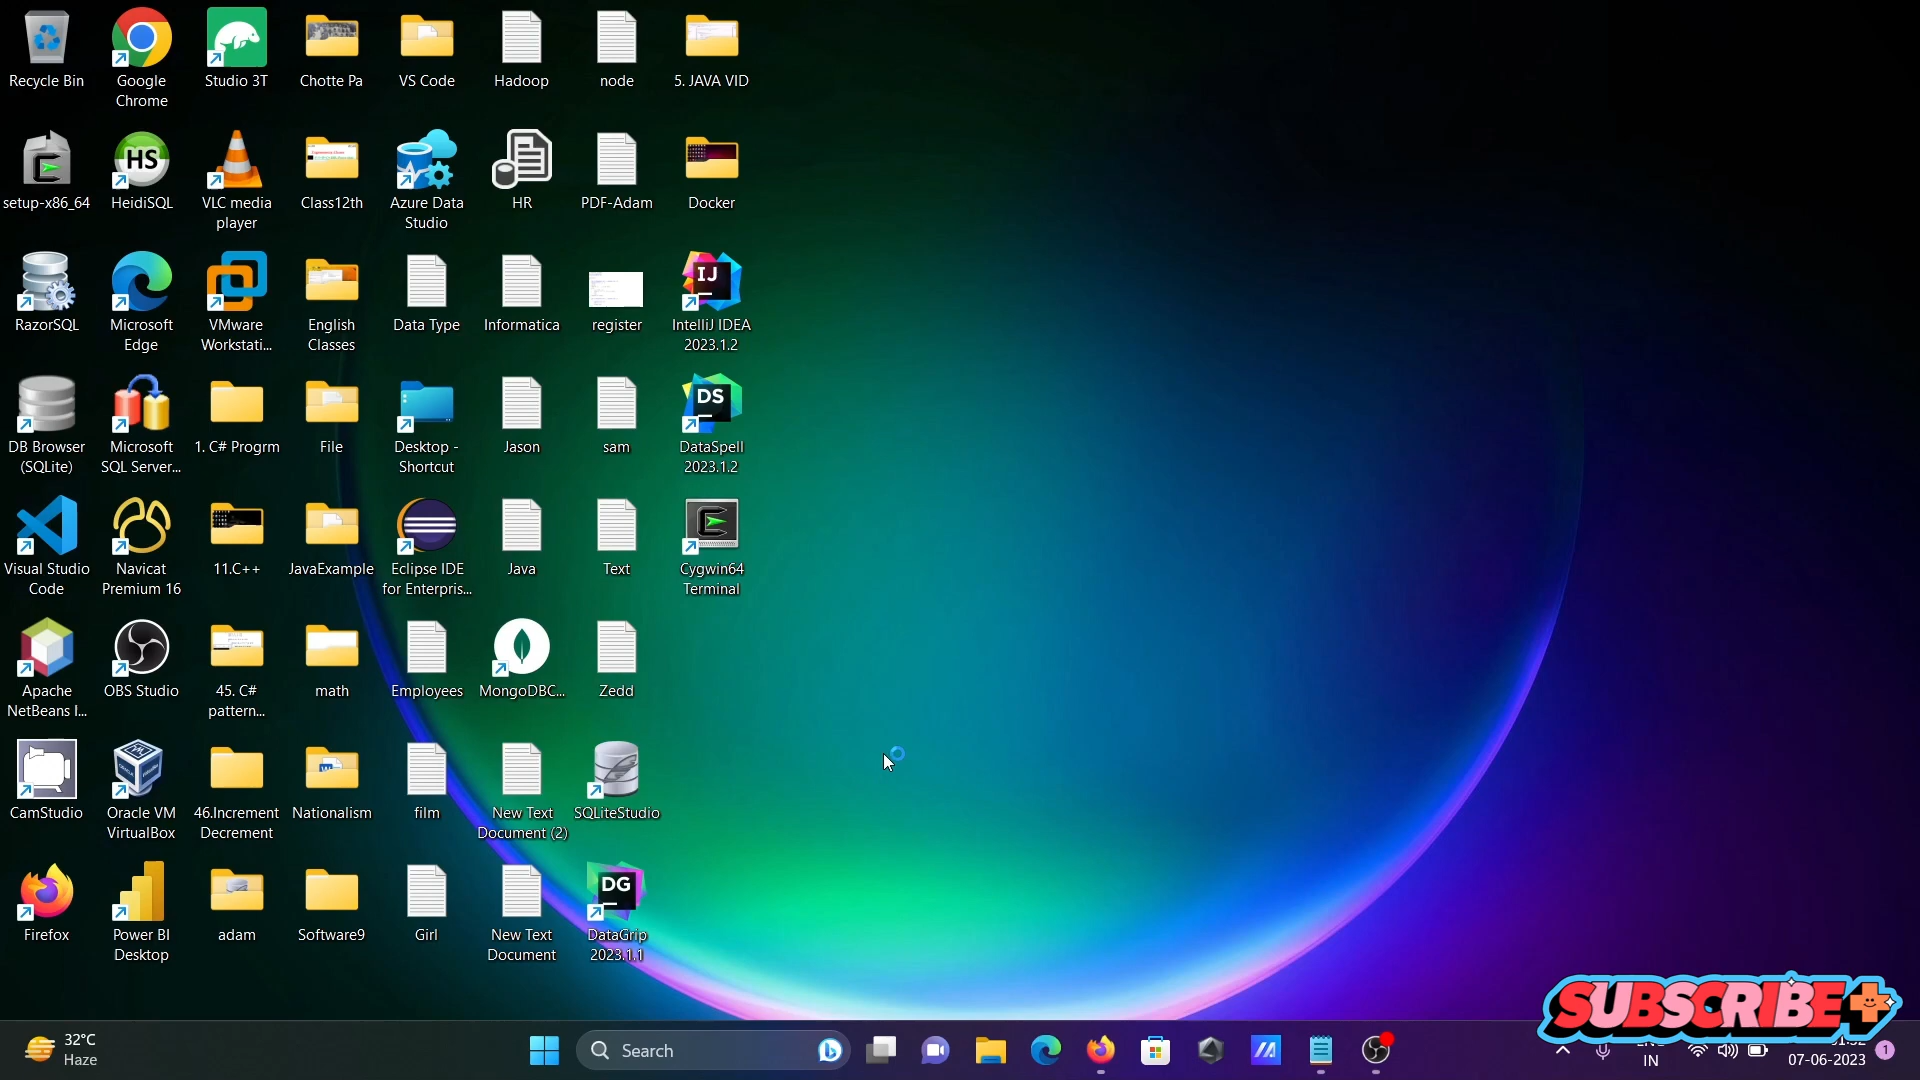 Recycle Bin
Google
Chrome
Studio 3T
Chotte Pa
VS Code
Hadoop
node
5. JAVA VID
setup-x86_64
HS
HeidiSQL
VLC media
player
Class12th
Azure Data
Studio
HR
PDF-Adam
Docker
RazorSQL
Microsoft
Edge
VMware
Workstati...
English
Classes
Data Type
Informatica
register
IJ
IntelliJ IDEA
2023.1.2
DB Browser
(SQLite)
Microsoft
SQL Server...
1. C# Progrm
File
Desktop -
Shortcut
Jason
sam
DS
DataSpell
2023.1.2
Visual Studio
Code
Navicat
Premium 16
11.C++
JavaExample
Eclipse IDE
for Enterpris...
Java
Text
Cygwin64
Terminal
Apache
NetBeans I...
OBS Studio
45. C#
pattern...
math
Employees
MongoDBC...
Zedd
CamStudio
Oracle VM
VirtualBox
46.Increment
Decrement
Nationalism
film
New Text
Document (2)
SQLiteStudio
Firefox
Power BI
Desktop
adam
Software9
Girl
New Text
Document
DG
DataGrip
2023.1.1
SUBSCRIBE
32°C
Haze
Search
IN
07-06-2023
1